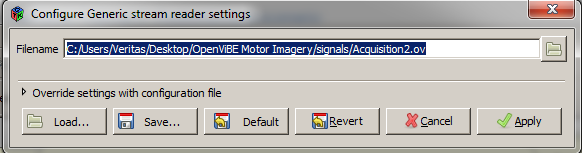 Configure Generic stream reader settings
Filename C:/Users/Veritas/Desktop/OpenViBE Motor Imagery/signals/Acquisition2.ov
Override settings with configuration file
Load... Save... Default Revert Cancel Apply